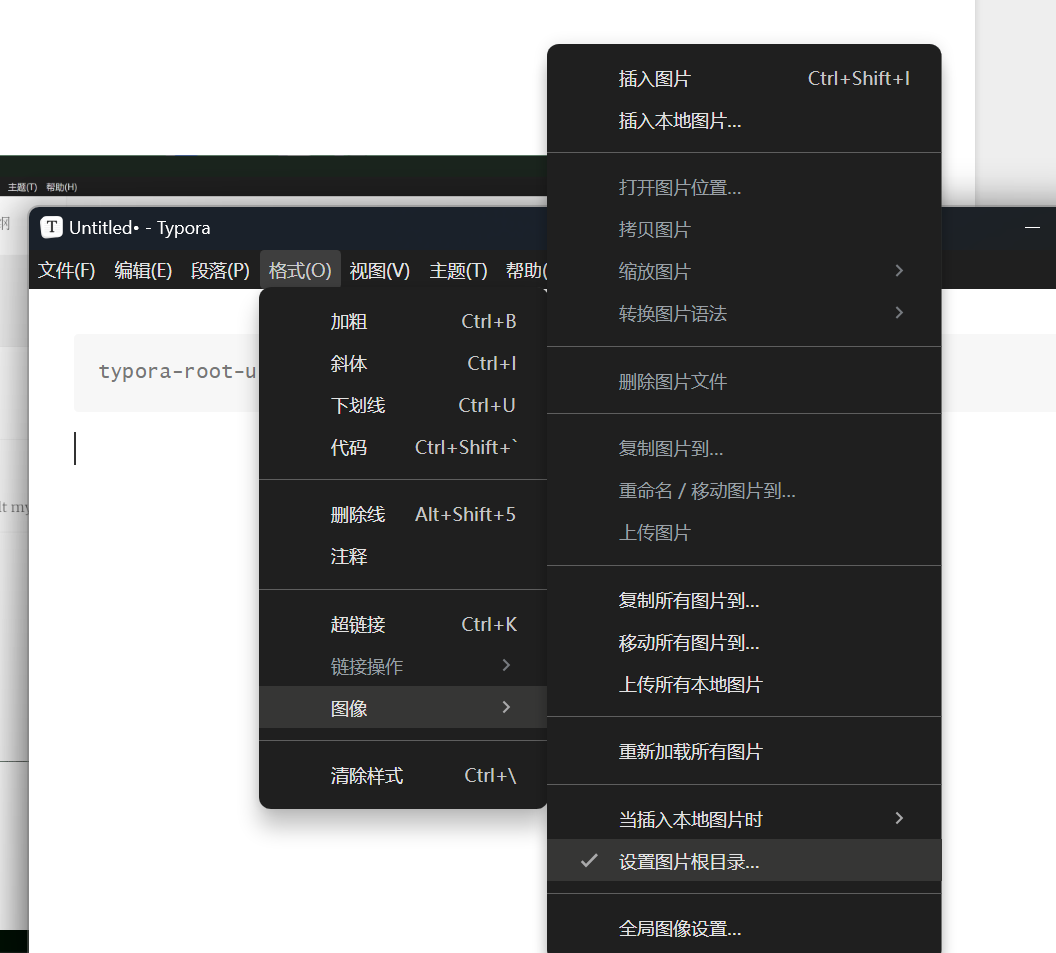 主题(T) 帮助(H)
纲
Untitled• - Typora
文件(F) 编辑(E) 段落(P) 格式(O) 视图(V) 主题(T) 帮助(
typora-root-u
lt my
加粗 Ctrl+B
斜体 Ctrl+I
下划线 Ctrl+U
代码 Ctrl+Shift+`
删除线 Alt+Shift+5
注释
超链接 Ctrl+K
链接操作
图像
清除样式 Ctrl+\
插入图片 Ctrl+Shift+I
插入本地图片...
打开图片位置...
拷贝图片
缩放图片
转换图片语法
删除图片文件
复制图片到...
重命名 / 移动图片到...
上传图片
复制所有图片到...
移动所有图片到...
上传所有本地图片
重新加载所有图片
当插入本地图片时
设置图片根目录...
全局图像设置...